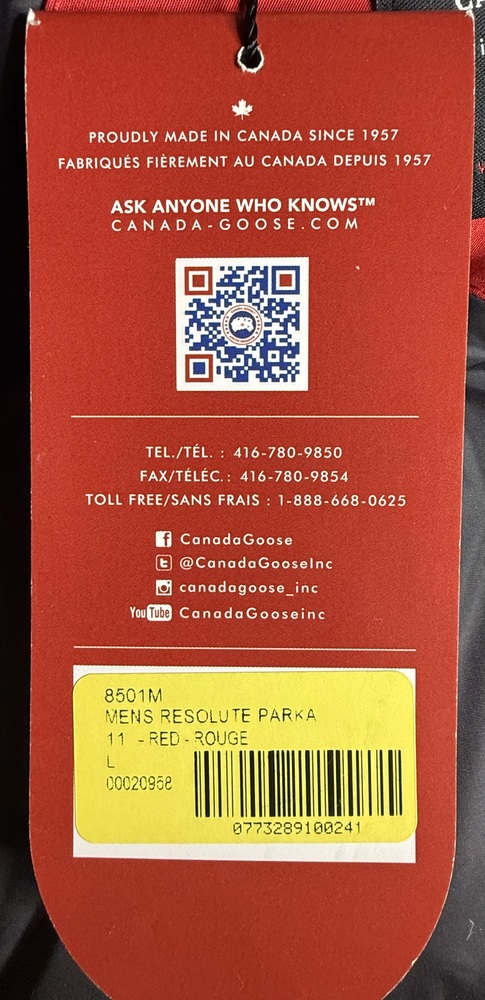 PROUDLY MADE IN CANADA SINCE 1957
FABRIQUÉS FIÈREMENT AU CANADA DEPUIS 1957
ASK ANYONE WHO KNOWS™
CANADA-GOOSE.COM
TEL./TÉL. : 416-780-9850
FAX/TÉLÉC.: 416-780-9854
TOLL FREE/SANS FRAIS : 1-888-668-0625
CanadaGoose
@CanadaGooseInc
canadagoose_inc
YouTube CanadaGooseinc
8501M
MENS RESOLUTE PARKA
11 - RED - ROUGE
L
00020958
0773289100241